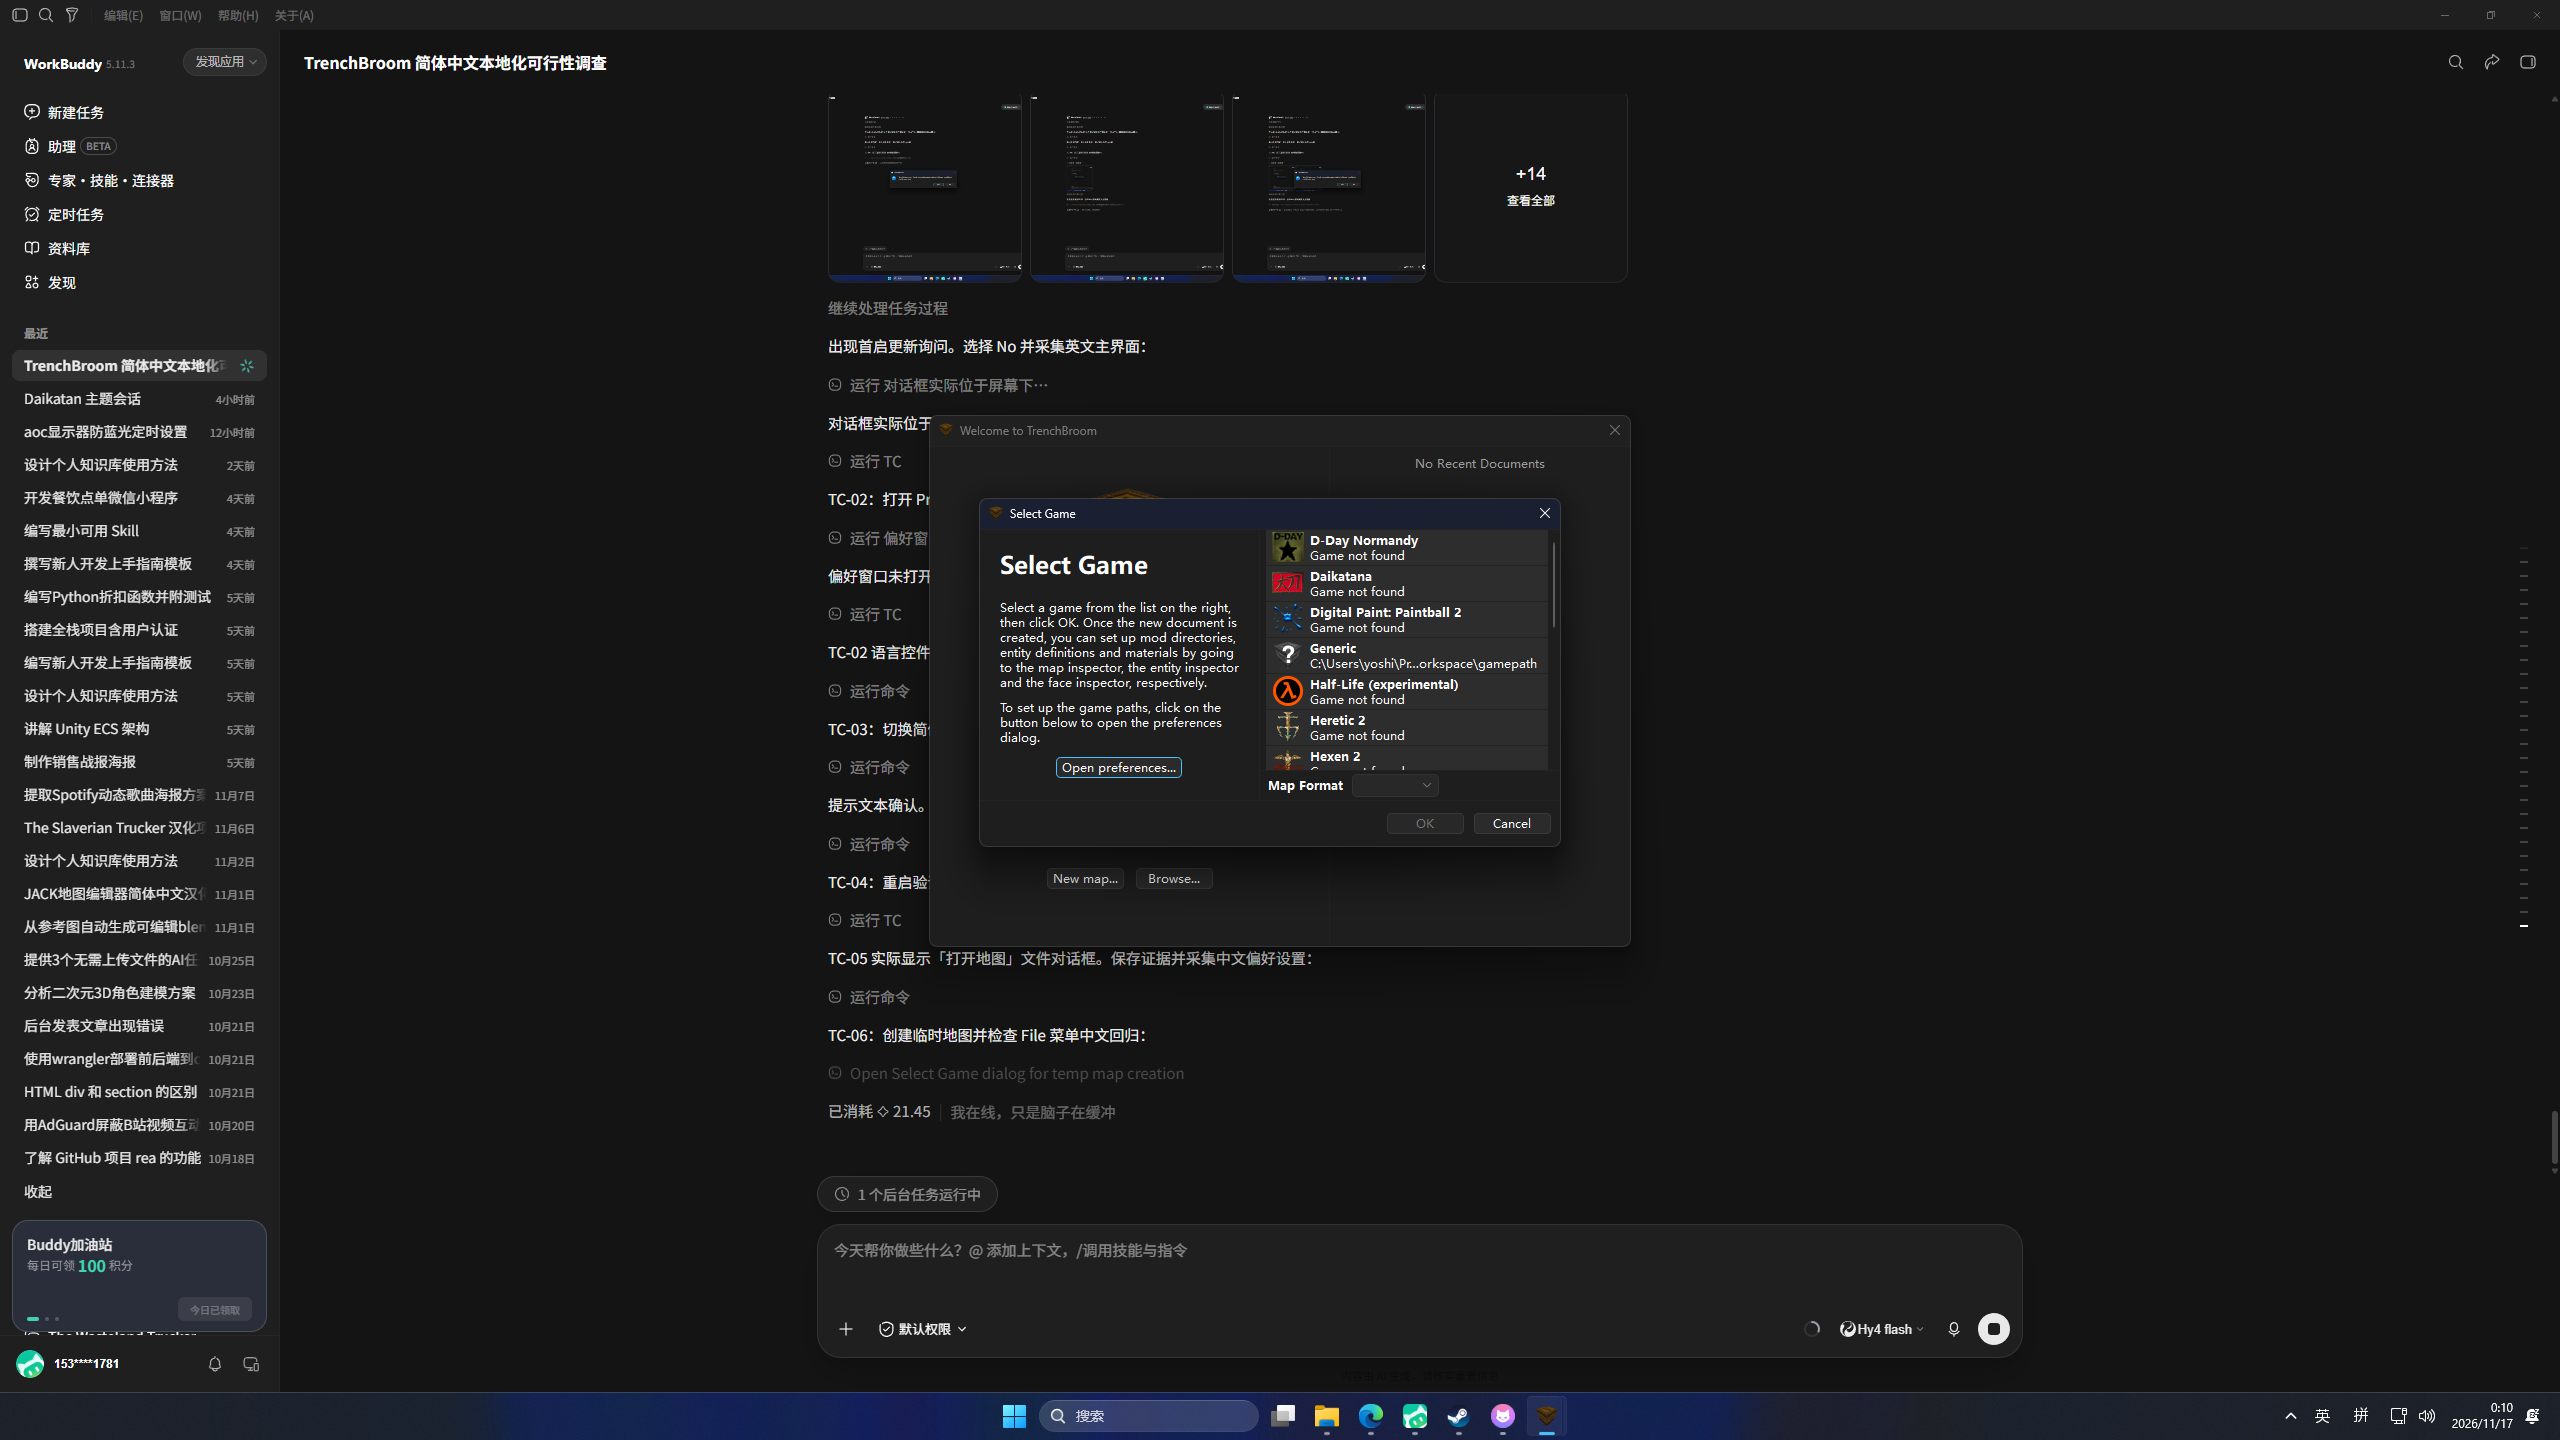 编辑(E) 窗口(W) 帮助(H) 关于(A)
WorkBuddy 5.11.3
发现应用
新建任务
助理 BETA
专家・技能・连接器
定时任务
资料库
发现
最近
TrenchBroom 简体中文本地化
Daikatan 主题会话 4小时前
aoc显示器防蓝光定时设置 12小时前
设计个人知识库使用方法 2天前
开发餐饮点单微信小程序 4天前
编写最小可用 Skill 4天前
撰写新人开发上手指南模板 4天前
编写Python折扣函数并附测试 5天前
搭建全栈项目含用户认证 5天前
编写新人开发上手指南模板 5天前
设计个人知识库使用方法 5天前
讲解 Unity ECS 架构 5天前
制作销售战报海报 5天前
提取Spotify动态歌曲海报方案 11月7日
The Slaverian Trucker 汉化项 11月6日
设计个人知识库使用方法 11月2日
JACK地图编辑器简体中文汉化 11月1日
从参考图自动生成可编辑blen 11月1日
提供3个无需上传文件的AI任 10月25日
分析二次元3D角色建模方案 10月23日
后台发表文章出现错误 10月21日
使用wrangler部署前后端到c 10月21日
HTML div 和 section 的区别 10月21日
用AdGuard屏蔽B站视频互动 10月20日
了解 GitHub 项目 rea 的功能 10月18日
收起
Buddy加油站
每日可领 100 积分
今日已领取
The Wasteland Trucker
153****1781
TrenchBroom 简体中文本地化可行性调查
+14
查看全部
继续处理任务过程
出现首启更新询问。选择 No 并采集英文主界面：
运行 对话框实际位于屏幕下…
对话框实际位于
运行 TC
TC-02：打开 Pr
运行 偏好窗
偏好窗口未打开
运行 TC
TC-02 语言控件
运行命令
TC-03：切换简
运行命令
提示文本确认。
运行命令
TC-04：重启验
运行 TC
TC-05 实际显示「打开地图」文件对话框。保存证据并采集中文偏好设置：
运行命令
TC-06：创建临时地图并检查 File 菜单中文回归：
Open Select Game dialog for temp map creation
已消耗 21.45 我在线，只是脑子在缓冲
Welcome to TrenchBroom
No Recent Documents
New map...
Browse...
Select Game
Select Game
Select a game from the list on the right,
then click OK. Once the new document is
created, you can set up mod directories,
entity definitions and materials by going
to the map inspector, the entity inspector
and the face inspector, respectively.
To set up the game paths, click on the
button below to open the preferences
dialog.
Open preferences...
D-DAY
D-Day Normandy
Game not found
Daikatana
Game not found
Digital Paint: Paintball 2
Game not found
Generic
C:\Users\yoshi\Pr...orkspace\gamepath
Half-Life (experimental)
Game not found
Heretic 2
Game not found
Hexen 2
Map Format
OK
Cancel
1 个后台任务运行中
今天帮你做些什么？@ 添加上下文，/调用技能与指令
默认权限
Hy4 flash
搜索
英
拼
0:10
2026/11/17